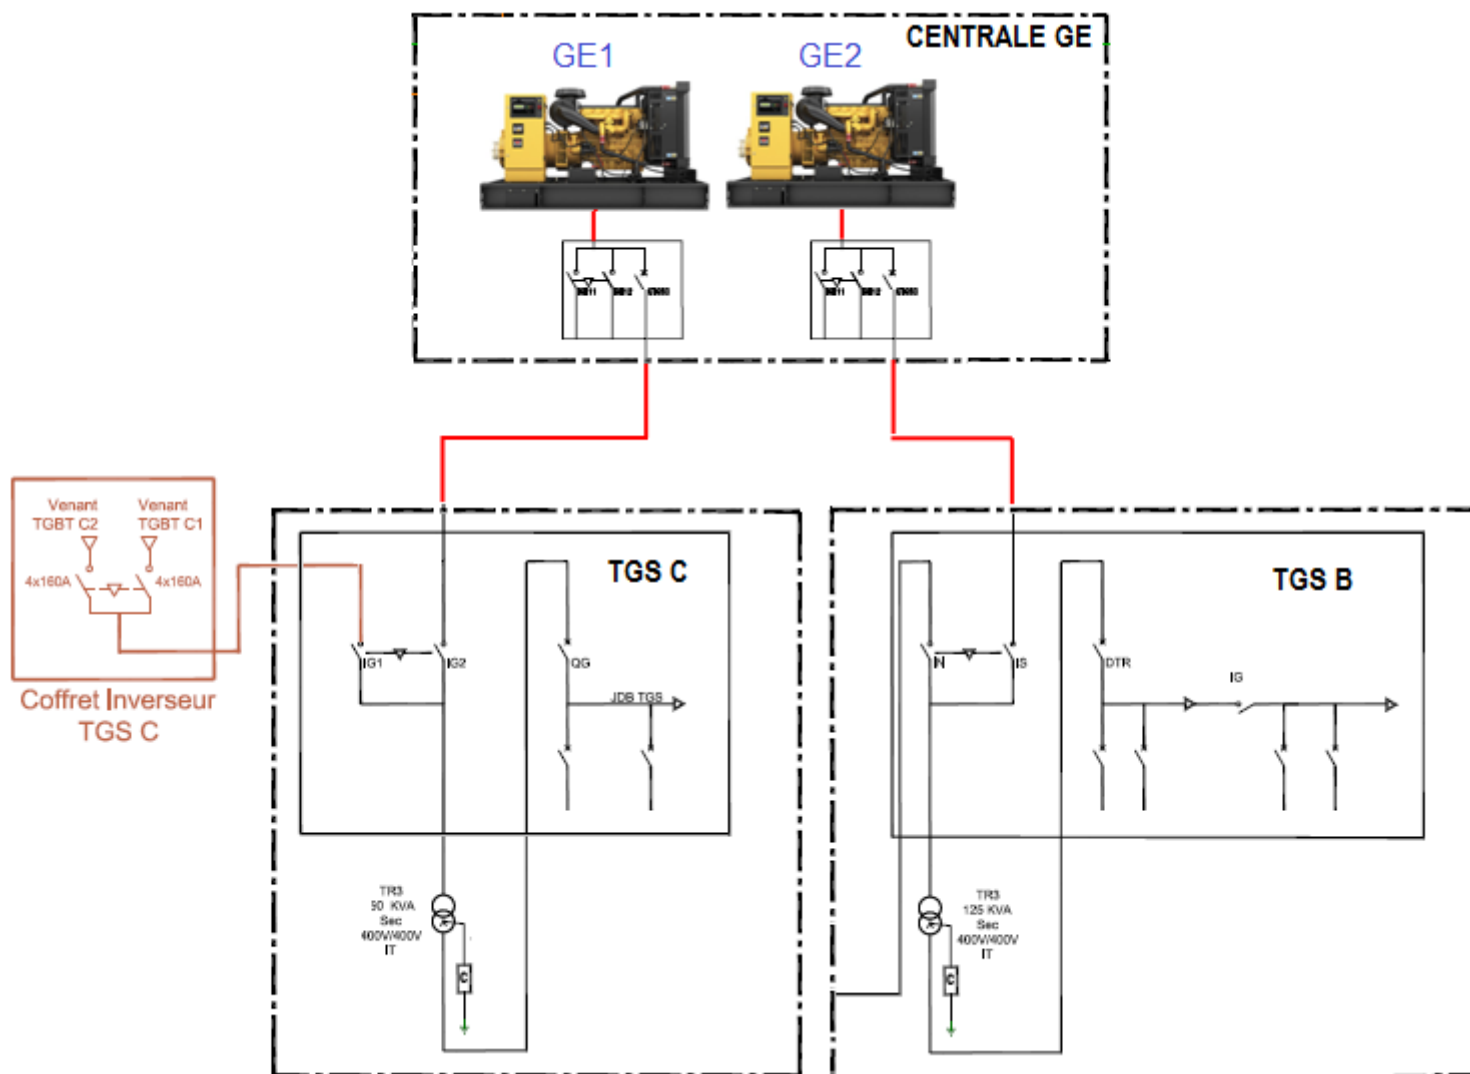 CENTRALE GE
GE1
GE2
Venant
TGBT C2
Venant
TGBT C1
4x160A
4x160A
Coffret Inverseur
TGS C
TGS C
IG1
IG2
QG
JDB TGS
TR3
KVA
Sec
400V/400V
IT
C
TGS B
IN
IS
DTR
IG
TR3
125 KVA
Sec
400V/400V
IT
C